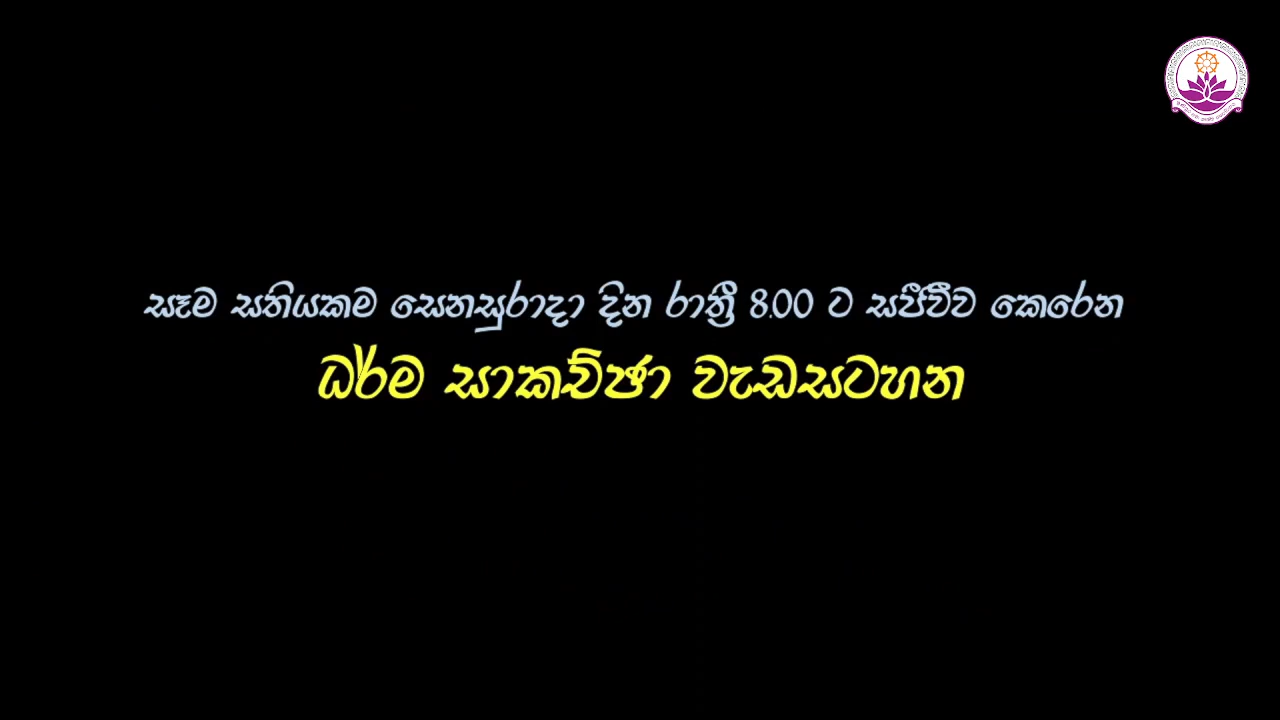 සෑම සතියකම සෙනසුරාදා දින රාත්‍රී 8.00 ට සජීවීව කෙරෙන
ධර්ම සාකච්ඡා වැඩසටහන